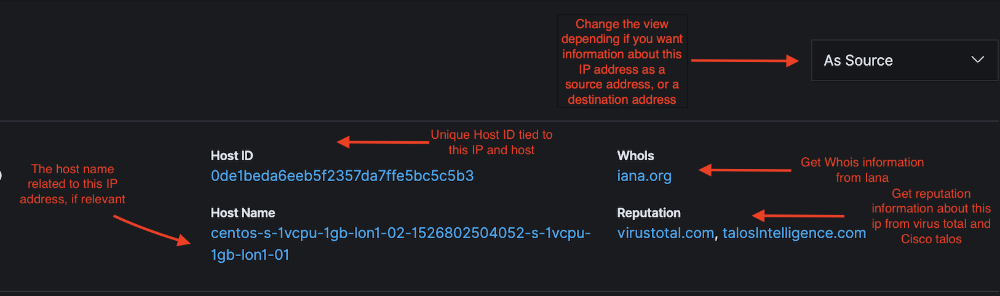 Change the view
depending if you want
information about this
IP address as a
source address, or a
destination address
As Source
Unique Host ID tied to
this IP and host
Host ID
0de1beda6eeb5f2357da7ffe5bc5c5b3
WhoIs
iana.org
Get Whois information
from Iana
The host name
related to this IP
address, if relevant
Host Name
centos-s-1vcpu-1gb-lon1-02-1526802504052-s-1vcpu-
1gb-lon1-01
Reputation
virustotal.com, talosIntelligence.com
Get reputation
information about this
ip from virus total and
Cisco talos